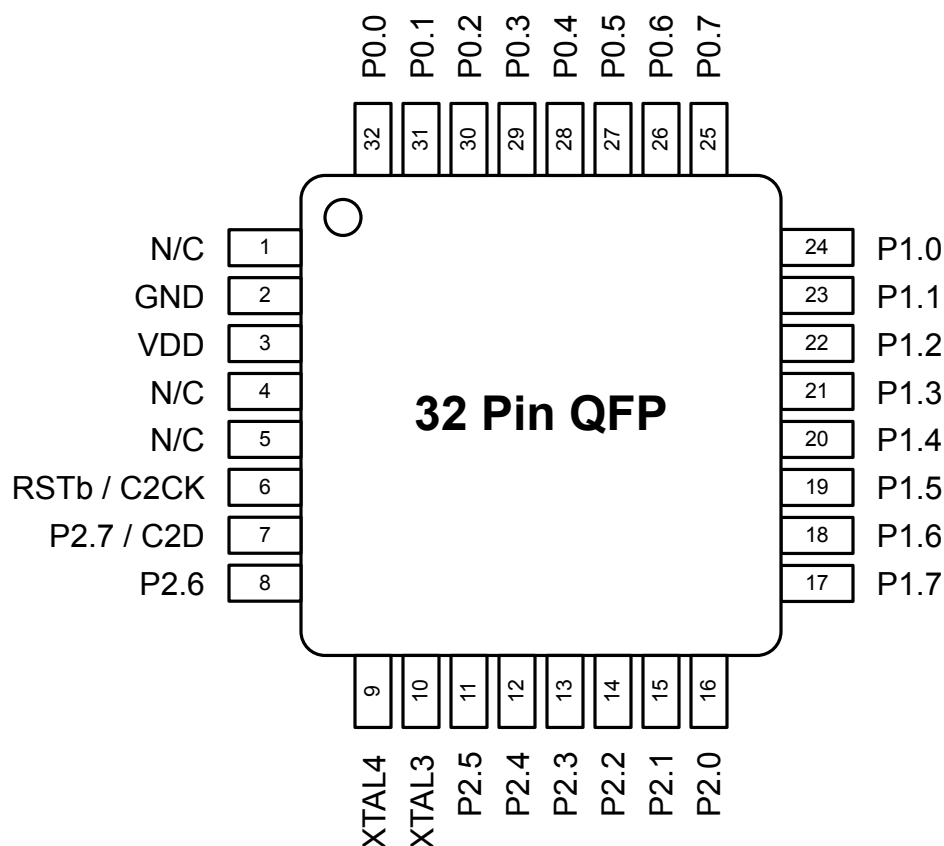 P0.0
P0.1
P0.2
P0.3
P0.4
P0.5
P0.6
P0.7
32
31
30
29
28
27
26
25
N/C 1
GND 2
VDD 3
N/C 4
N/C 5
RSTb / C2CK 6
P2.7 / C2D 7
P2.6 8
32 Pin QFP
24 P1.0
23 P1.1
22 P1.2
21 P1.3
20 P1.4
19 P1.5
18 P1.6
17 P1.7
9
10
11
12
13
14
15
16
XTAL4
XTAL3
P2.5
P2.4
P2.3
P2.2
P2.1
P2.0